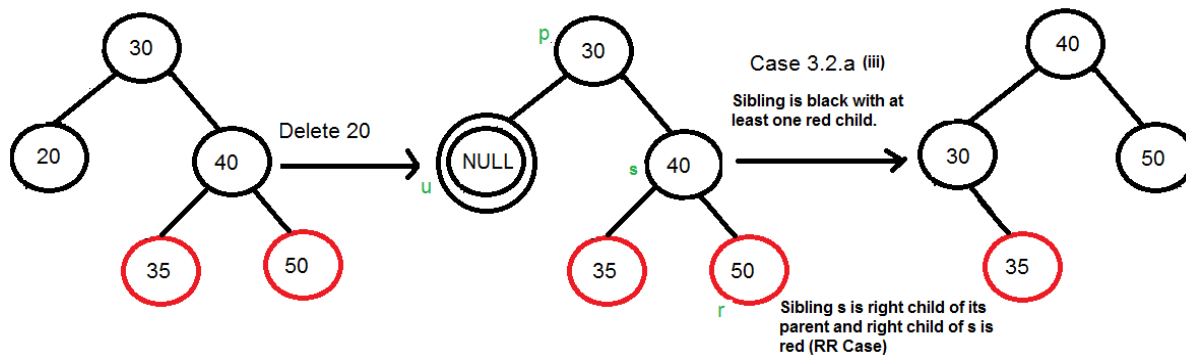 30
20
40
35
50
Delete 20
p
30
NULL
u
s
40
35
50
r
Case 3.2.a (iii)
Sibling is black with at
least one red child.
Sibling s is right child of its
parent and right child of s is
red (RR Case)
40
30
50
35